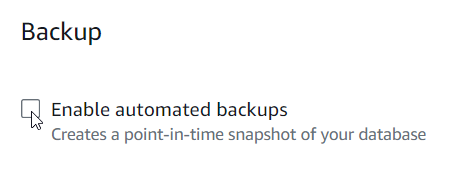 Backup
Enable automated backups
Creates a point-in-time snapshot of your database